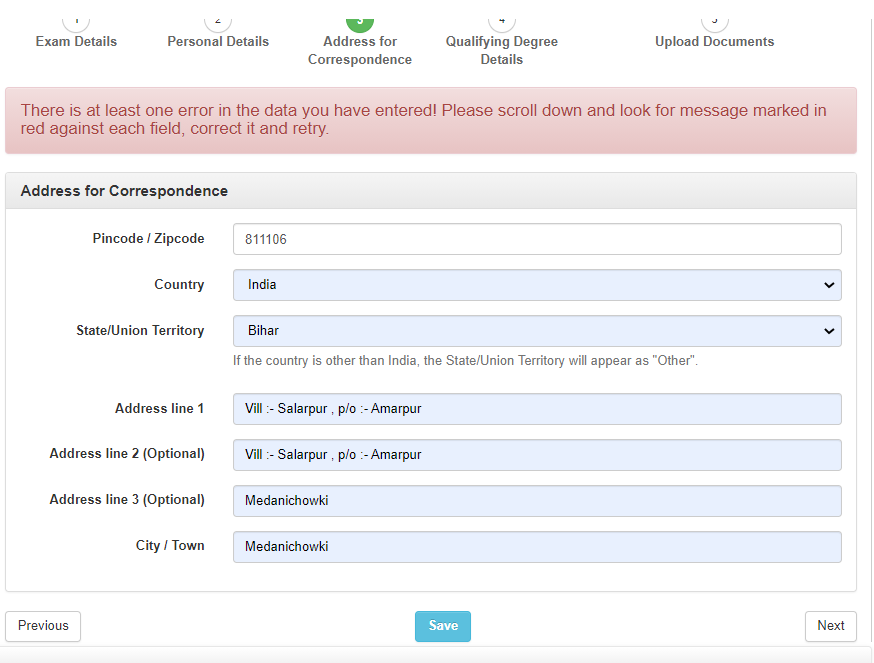 1
2
3
4
5
Exam Details
Personal Details
Address for
Correspondence
Qualifying Degree
Details
Upload Documents
There is at least one error in the data you have entered! Please scroll down and look for message marked in
red against each field, correct it and retry.
Address for Correspondence
Pincode / Zipcode 811106
Country India
State/Union Territory Bihar
If the country is other than India, the State/Union Territory will appear as "Other".
Address line 1 Vill :- Salarpur , p/o :- Amarpur
Address line 2 (Optional) Vill :- Salarpur , p/o :- Amarpur
Address line 3 (Optional) Medanichowki
City / Town Medanichowki
Previous Save Next